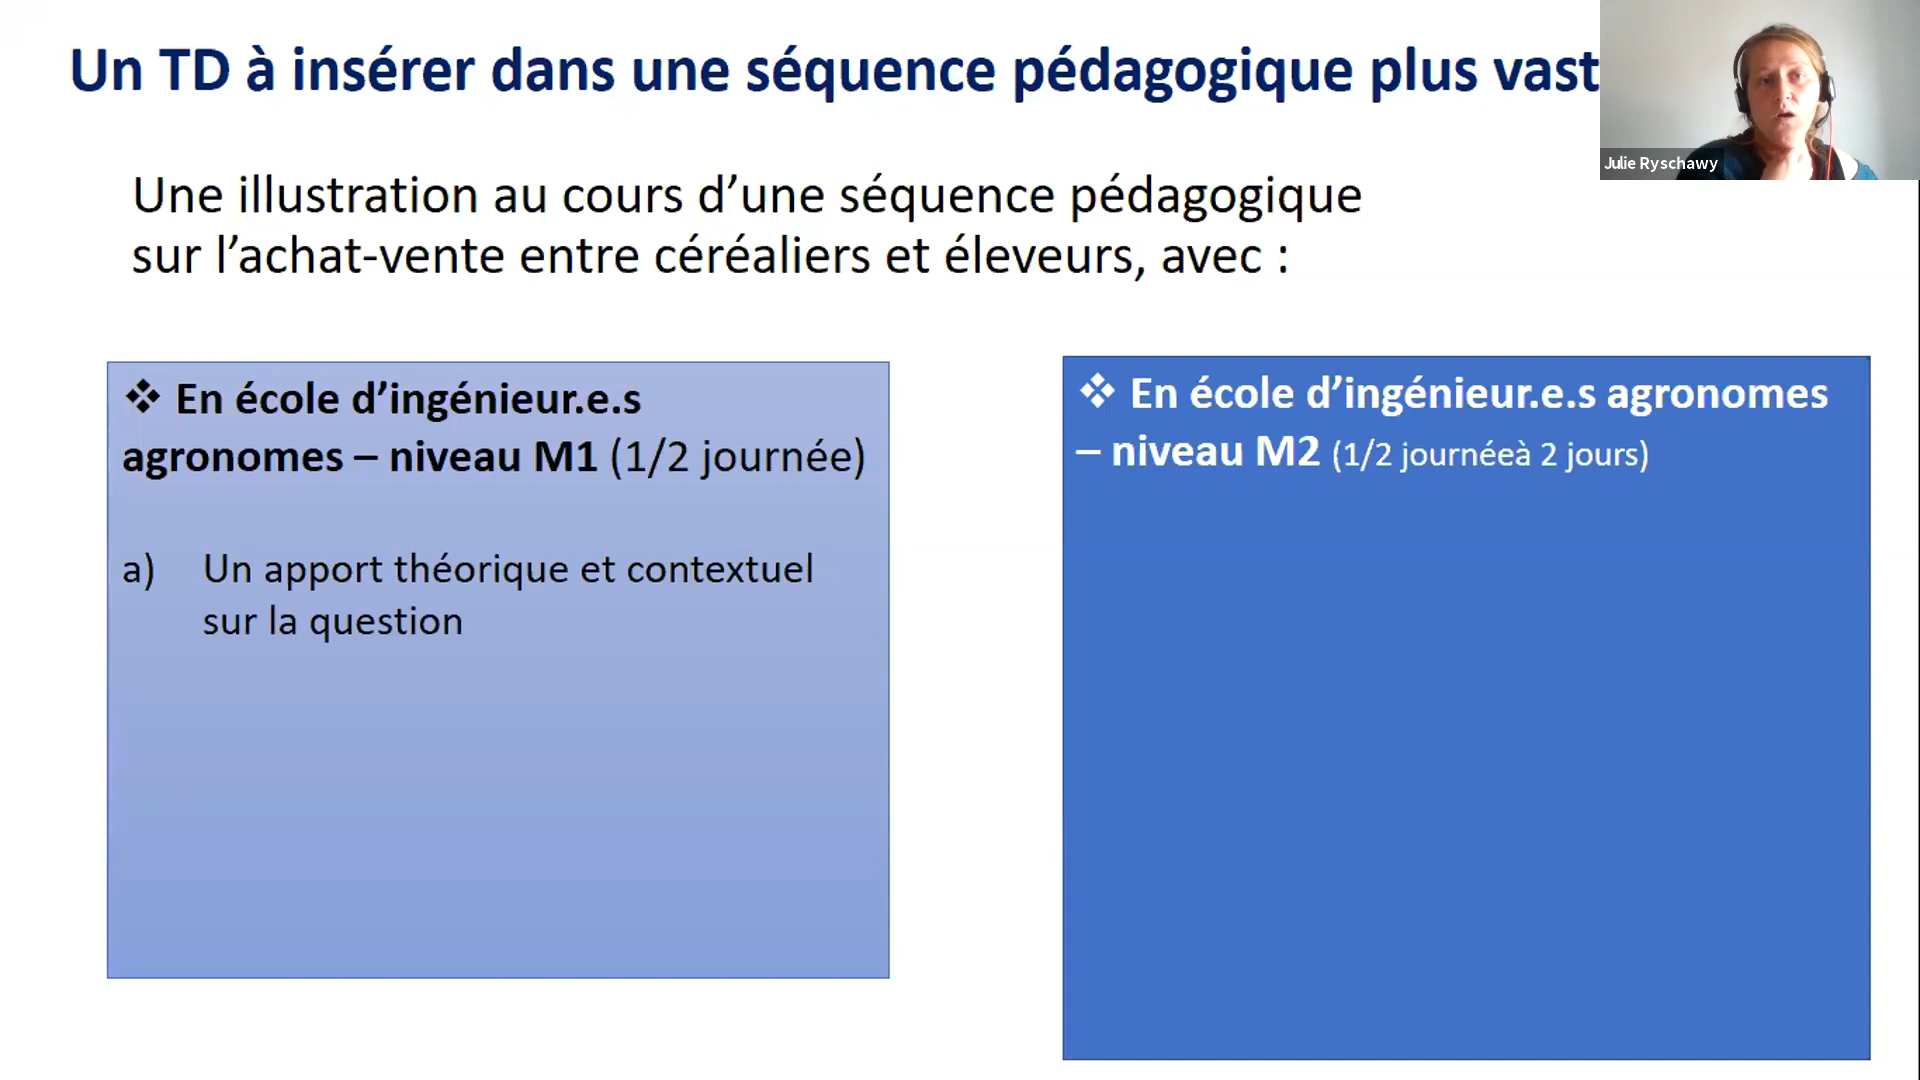 Un TD à insérer dans une séquence pédagogique plus vast
Julie Ryschawy
Une illustration au cours d’une séquence pédagogique
sur l’achat-vente entre céréaliers et éleveurs, avec :
❖ En école d’ingénieur.e.s
agronomes – niveau M1 (1/2 journée)
a) Un apport théorique et contextuel
sur la question
❖ En école d’ingénieur.e.s agronomes
– niveau M2 (1/2 journéeà 2 jours)